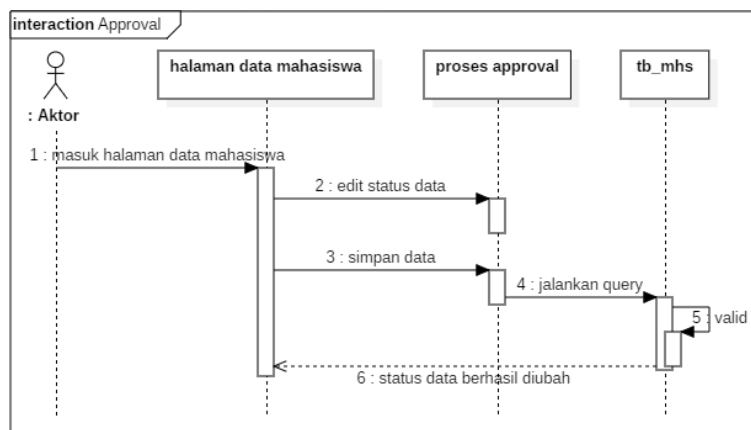 interaction Approval
: Aktor
halaman data mahasiswa
proses approval
tb_mhs
1 : masuk halaman data mahasiswa
2 : edit status data
3 : simpan data
4 : jalankan query
5 : valid
6 : status data berhasil diubah